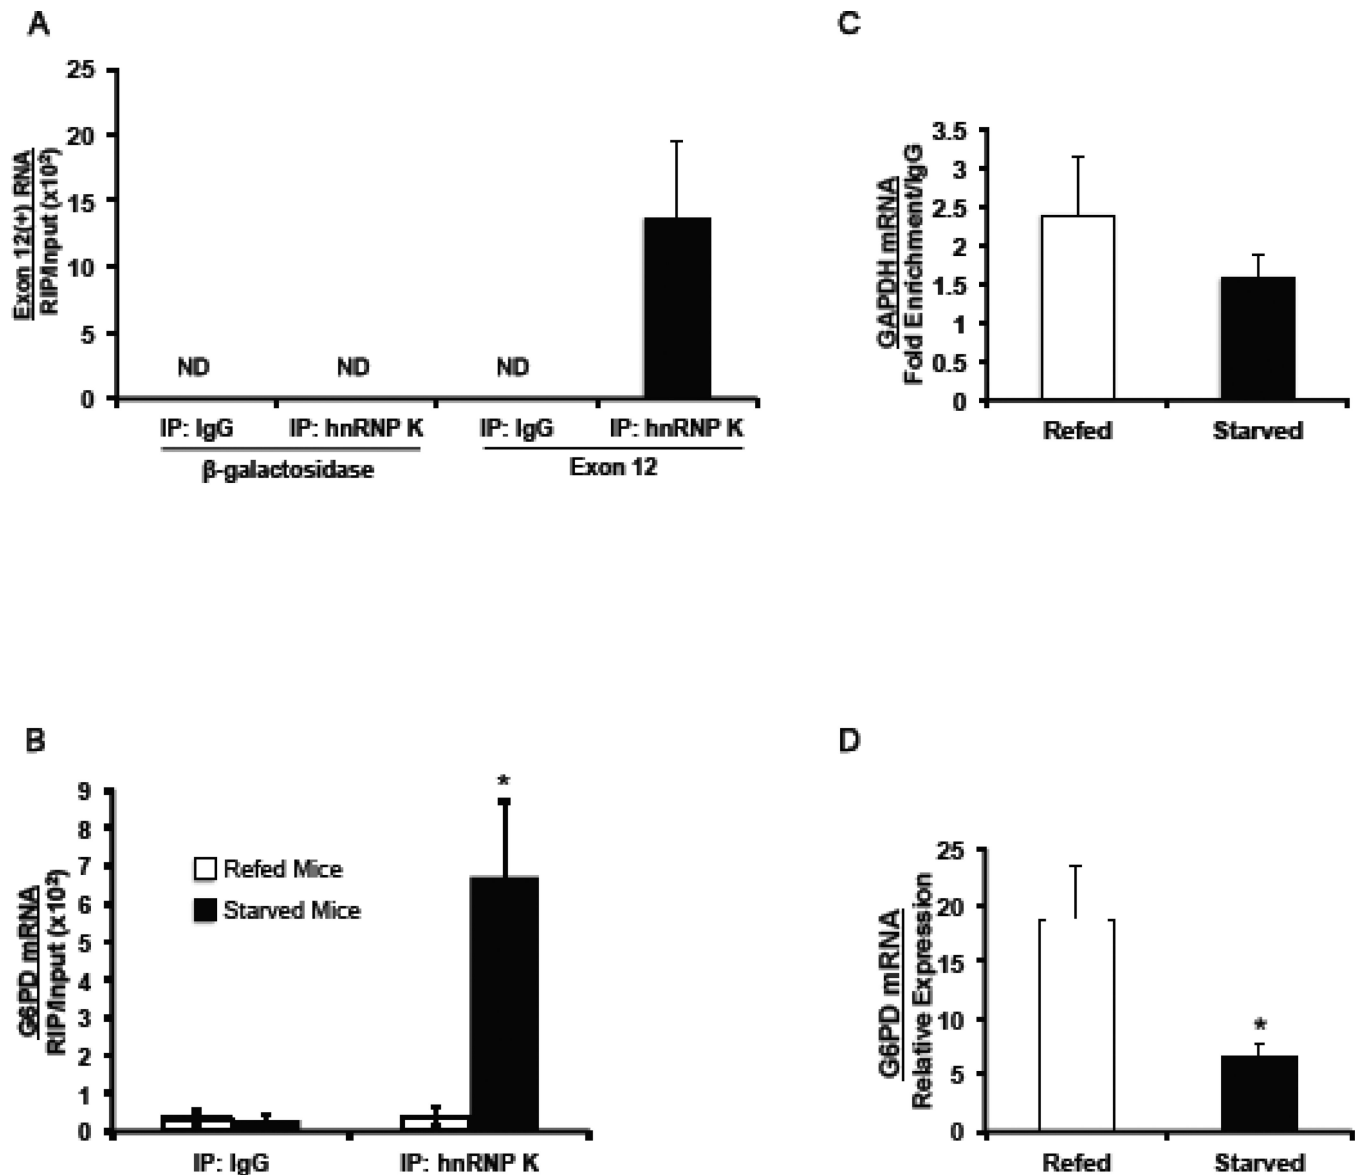 A
25
20
15
10
5
0
Exon 12(+) RNA
RIP/Input (x10²)
ND
ND
ND
IP: IgG
IP: hnRNP K
IP: IgG
IP: hnRNP K
β-galactosidase
Exon 12
C
3.5
3
2.5
2
1.5
1
0.5
0
GAPDH mRNA
Fold Enrichment/IgG
Refed
Starved
B
9
8
7
6
5
4
3
2
1
0
G6PD mRNA
RIP/Input (x10²)
Refed Mice
Starved Mice
*
IP: IgG
IP: hnRNP K
D
25
20
15
10
5
0
G6PD mRNA
Relative Expression
*
Refed
Starved